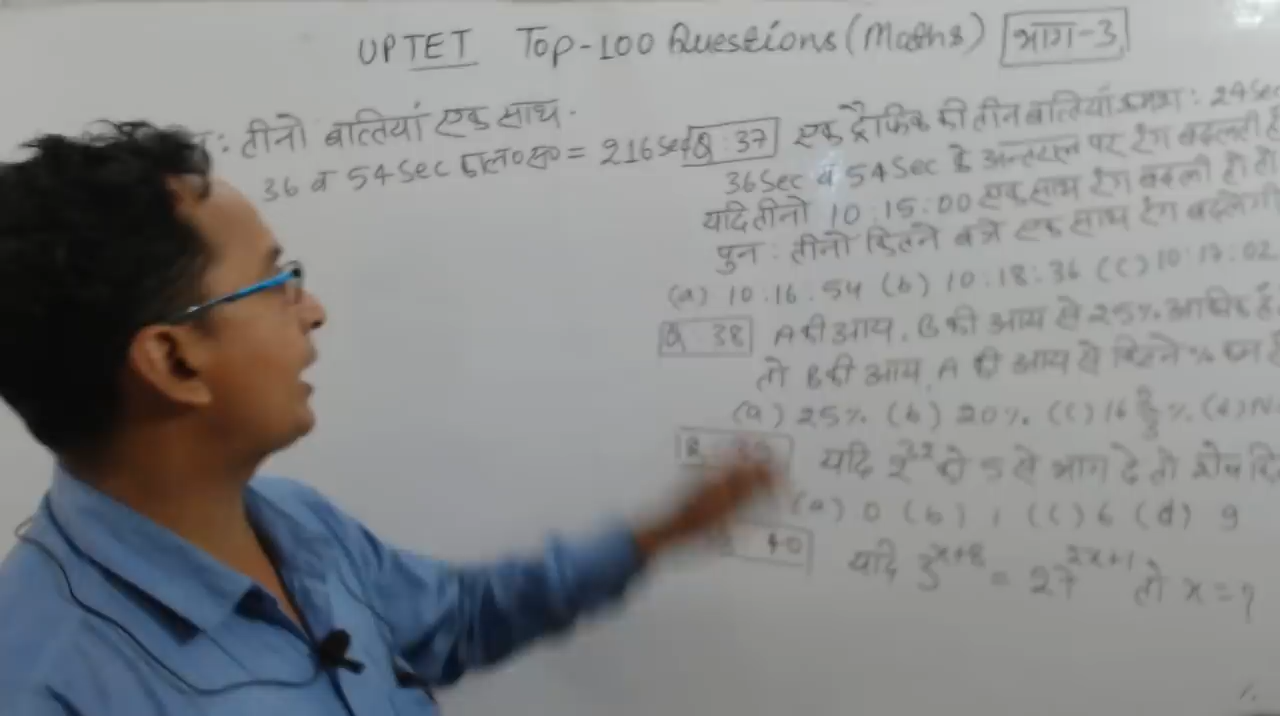 UPTET Top-100 Questions (Maths) भाग-3
: तीनो बत्तियां एक साथ
36 व 54 Sec का ल०स० = 216 Sec
Q : 37 एक ट्रैफिक की तीन बत्तियाँ क्रमश: 24 Sec
36 Sec व 54 Sec के अन्तराल पर रंग बदलती है
यदि तीनो 10:15:00 एक साथ रंग बदली हो तो
पुन: तीनो कितने बजे एक साथ रंग बदलेगी
(a) 10:16:54 (b) 10:18:36 (c) 10:17:02
Q : 38 A की आय, B की आय से 25% अधिक है,
तो B की आय, A की आय से कितने % कम है
(a) 25% (b) 20% (c) 16 2/3 % (d) N
यदि को 5 से भाग दे तो शेष
(a) 0 (b) 1 (c) 6 (d) 9
40 यदि 3^(x+8) = 27^(2x+1) तो x = ?